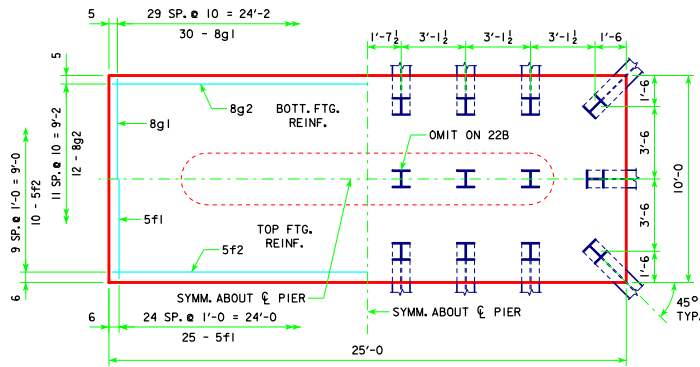 5
29 SP. @ 10 = 24'-2
30 - 8g1
1'-7½
3'-1½
3'-1½
3'-1½
1'-6
5
8g2
BOTT. FTG.
REINF.
8g1
OMIT ON 22B
9 SP. @ 1'-0 = 9'-0
10 - 5f2
11 SP. @ 10 = 9'-2
12 - 8g2
1'-6
3'-6
10'-0
3'-6
1'-6
5f1
TOP FTG.
REINF.
5f2
6
SYMM. ABOUT ℄ PIER
SYMM. ABOUT ℄ PIER
45°
TYP.
6
24 SP. @ 1'-0 = 24'-0
25 - 5f1
25'-0